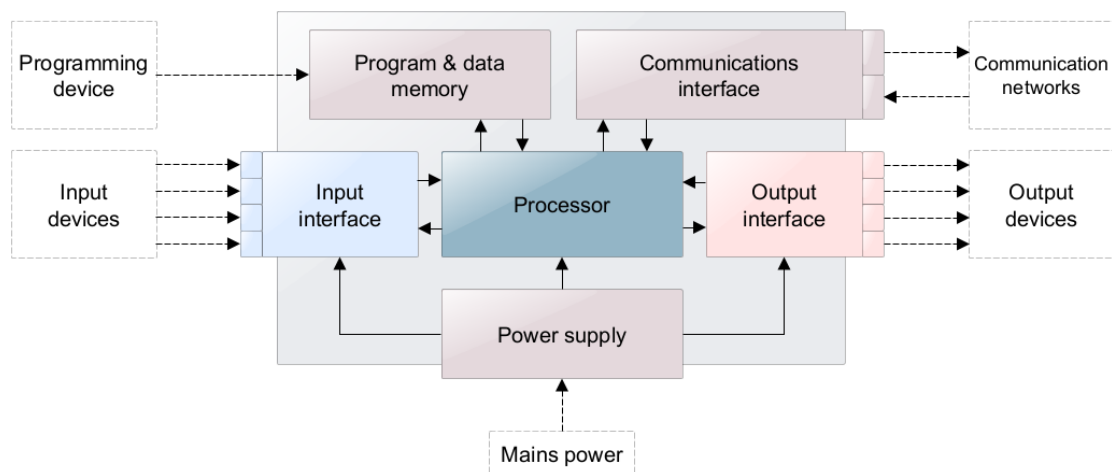 Programming
device
Program & data
memory
Communications
interface
Communication
networks
Input
devices
Input
interface
Processor
Output
interface
Output
devices
Power supply
Mains power